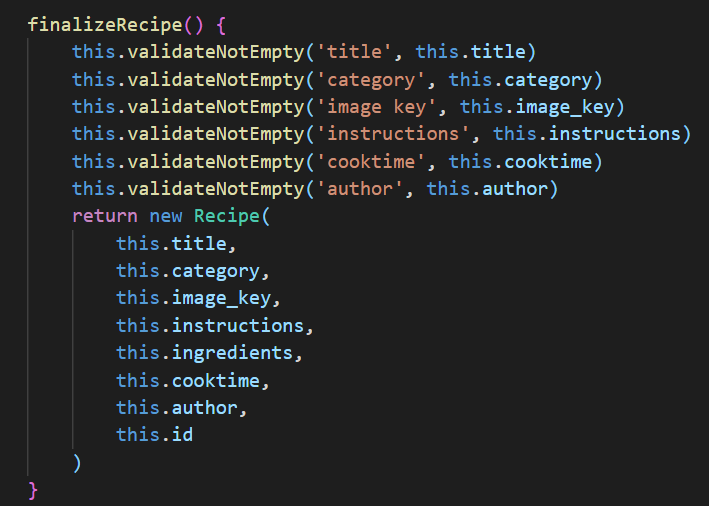 finalizeRecipe() {
    this.validateNotEmpty('title', this.title)
    this.validateNotEmpty('category', this.category)
    this.validateNotEmpty('image key', this.image_key)
    this.validateNotEmpty('instructions', this.instructions)
    this.validateNotEmpty('cooktime', this.cooktime)
    this.validateNotEmpty('author', this.author)
    return new Recipe(
        this.title,
        this.category,
        this.image_key,
        this.instructions,
        this.ingredients,
        this.cooktime,
        this.author,
        this.id
    )
}